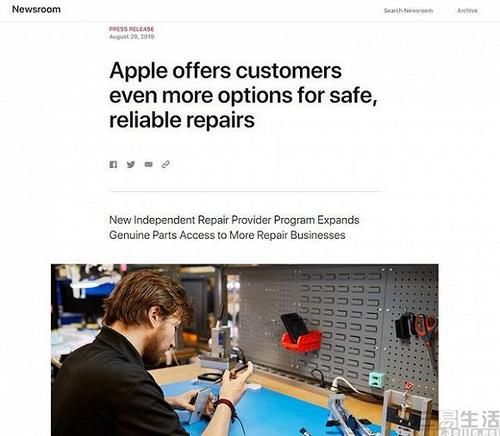 Newsroom
Search Newsroom
Archive
PRESS RELEASE
August 29, 2019
Apple offers customers
even more options for safe,
reliable repairs
New Independent Repair Provider Program Expands
Genuine Parts Access to More Repair Businesses
易生活